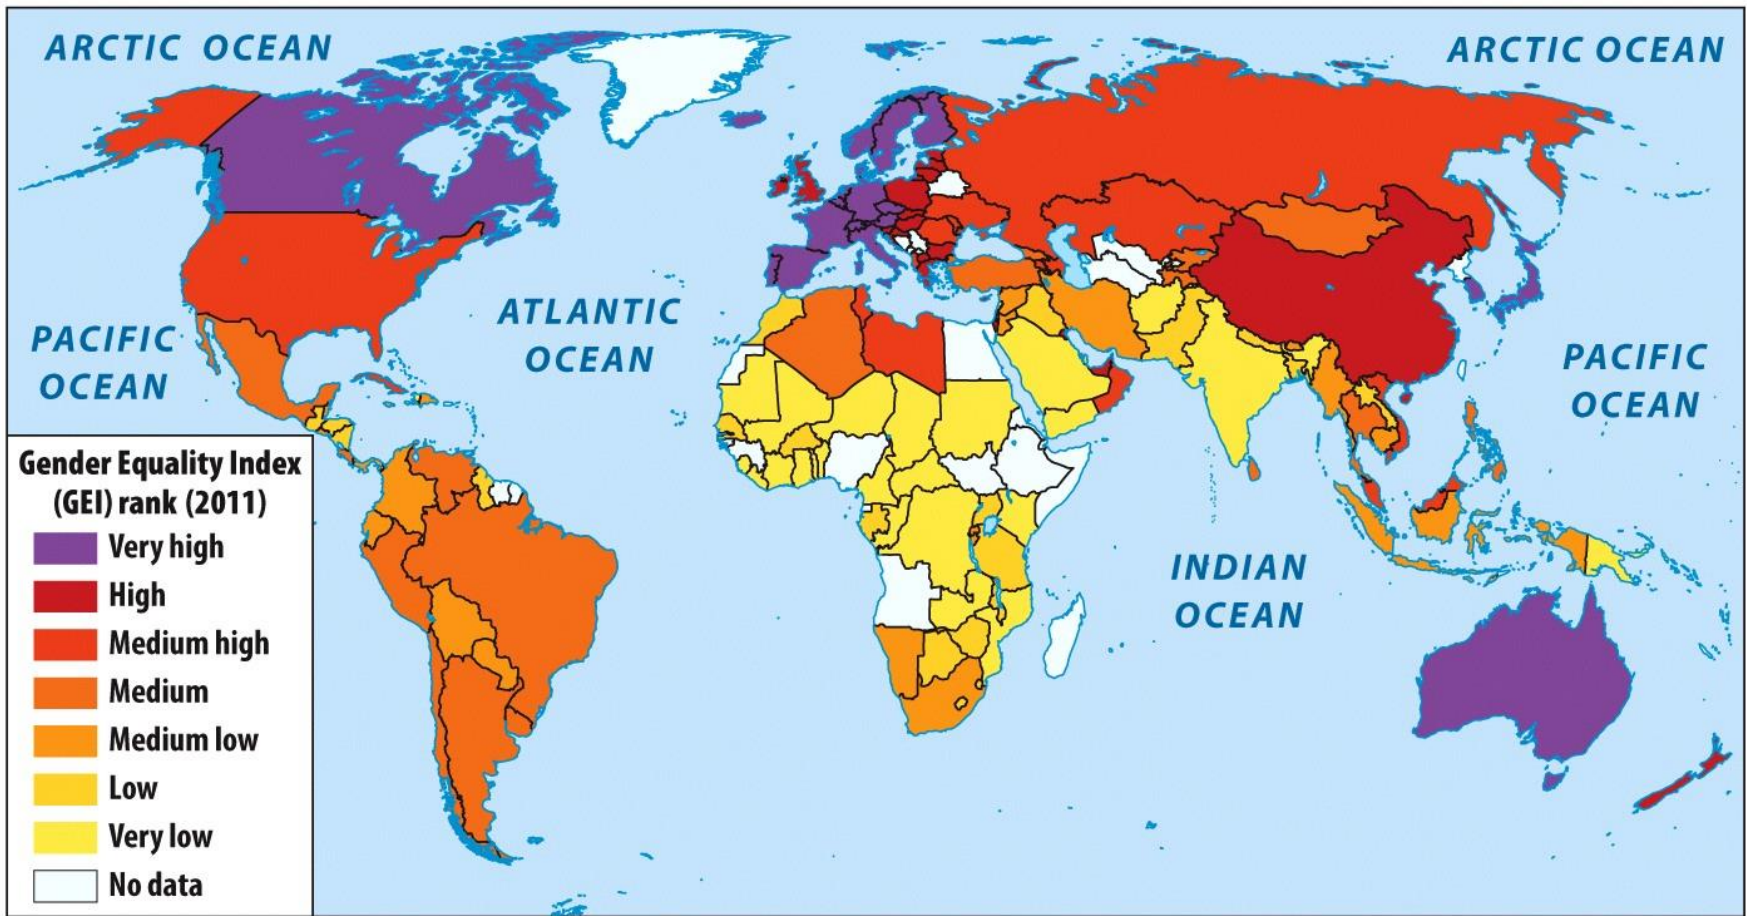 ARCTIC OCEAN
ARCTIC OCEAN
ATLANTIC
OCEAN
PACIFIC
OCEAN
PACIFIC
OCEAN
INDIAN
OCEAN
Gender Equality Index
(GEI) rank (2011)
Very high
High
Medium high
Medium
Medium low
Low
Very low
No data